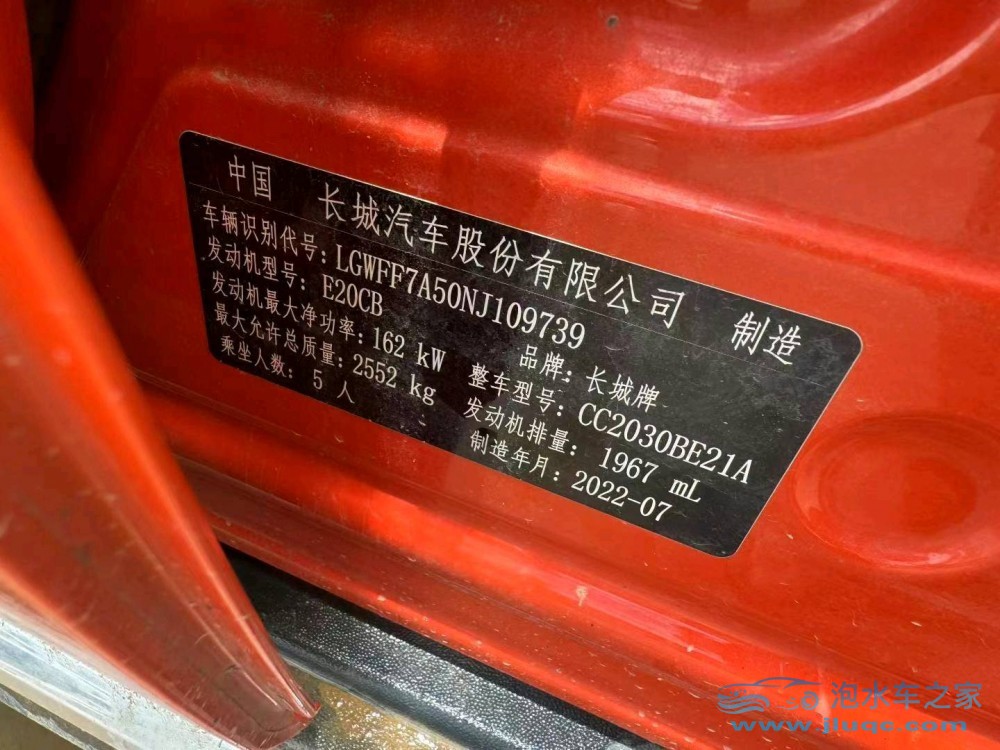 中国 长城汽车股份有限公司 制造
车辆识别代号：LGWFF7A50NJ109739
发动机型号：E20CB 品牌：长城牌
发动机最大净功率：162 kW 整车型号：CC2030BE21A
最大允许总质量：2552 kg 发动机排量：1967 mL
乘坐人数：5 人 制造年月：2022-07
泡水车之家
www.jluqc.com